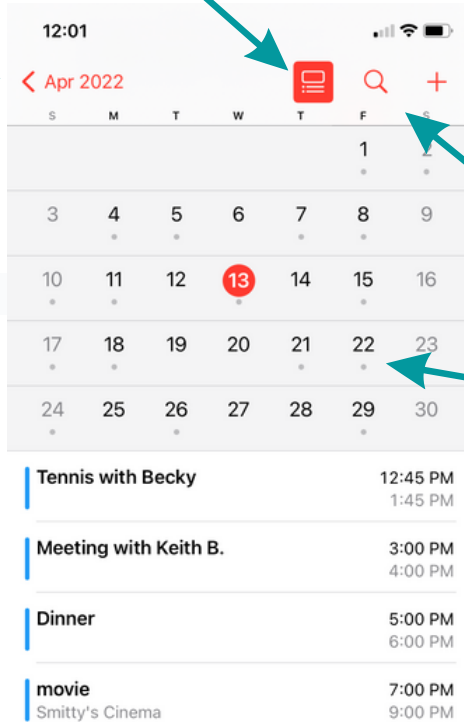 12:01
Apr 2022
S M T W T F S
1 2
3 4 5 6 7 8 9
10 11 12 13 14 15 16
17 18 19 20 21 22 23
24 25 26 27 28 29 30
Tennis with Becky 12:45 PM
1:45 PM
Meeting with Keith B. 3:00 PM
4:00 PM
Dinner 5:00 PM
6:00 PM
movie 7:00 PM
Smitty's Cinema 9:00 PM